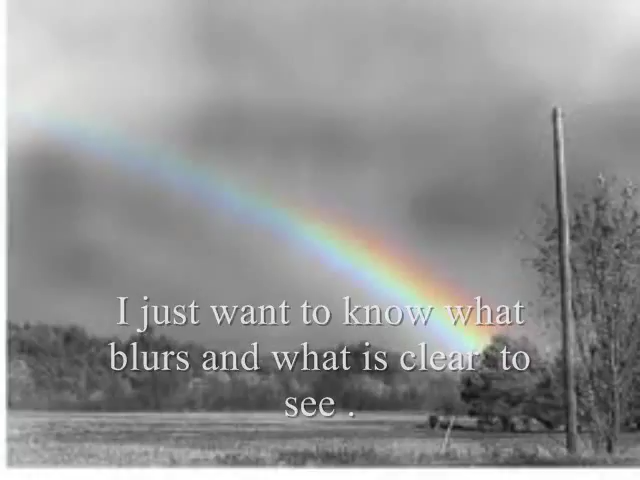 I just want to know what
blurs and what is clear  to
see .